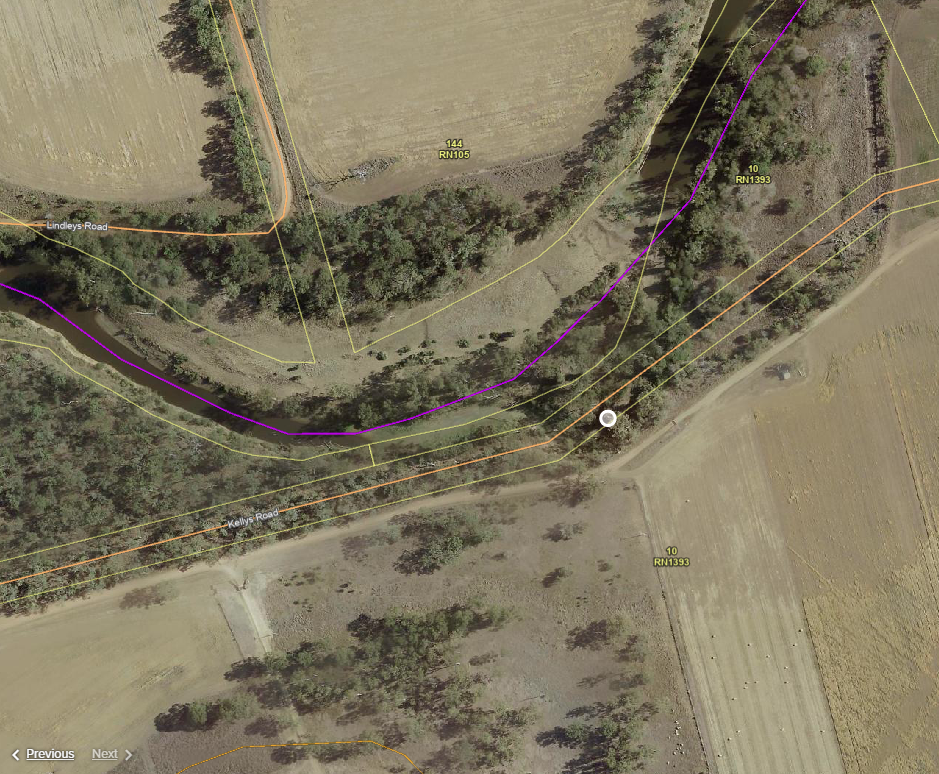 144
RN105
10
RN1393
Lindleys Road
Kellys Road
10
RN1393
Previous Next